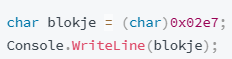 char blokje = (char)0x02e7;
Console.WriteLine(blokje);